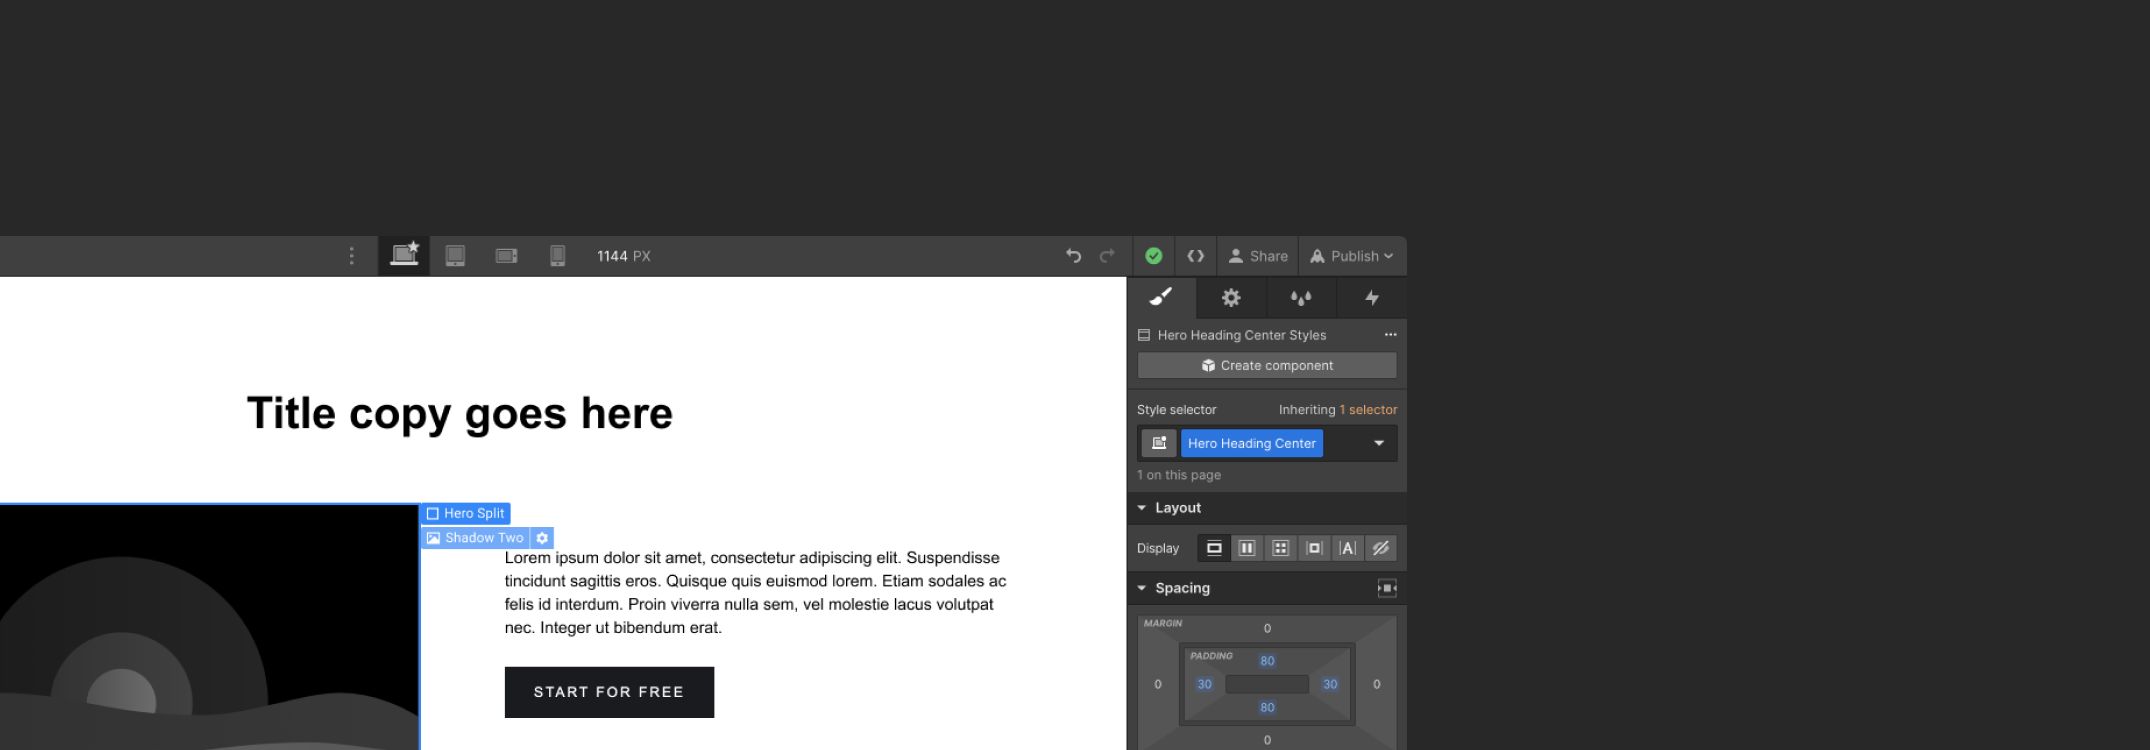 1144 PX
Share
Publish
Hero Heading Center Styles
Create component
Title copy goes here
Style selector
Inheriting 1 selector
Hero Heading Center
1 on this page
Layout
Hero Split
Shadow Two
Display
Lorem ipsum dolor sit amet, consectetur adipiscing elit. Suspendisse
tincidunt sagittis eros. Quisque quis euismod lorem. Etiam sodales ac
felis id interdum. Proin viverra nulla sem, vel molestie lacus volutpat
nec. Integer ut bibendum erat.
START FOR FREE
Spacing
MARGIN
0
PADDING
80
0
30
30
0
80
0